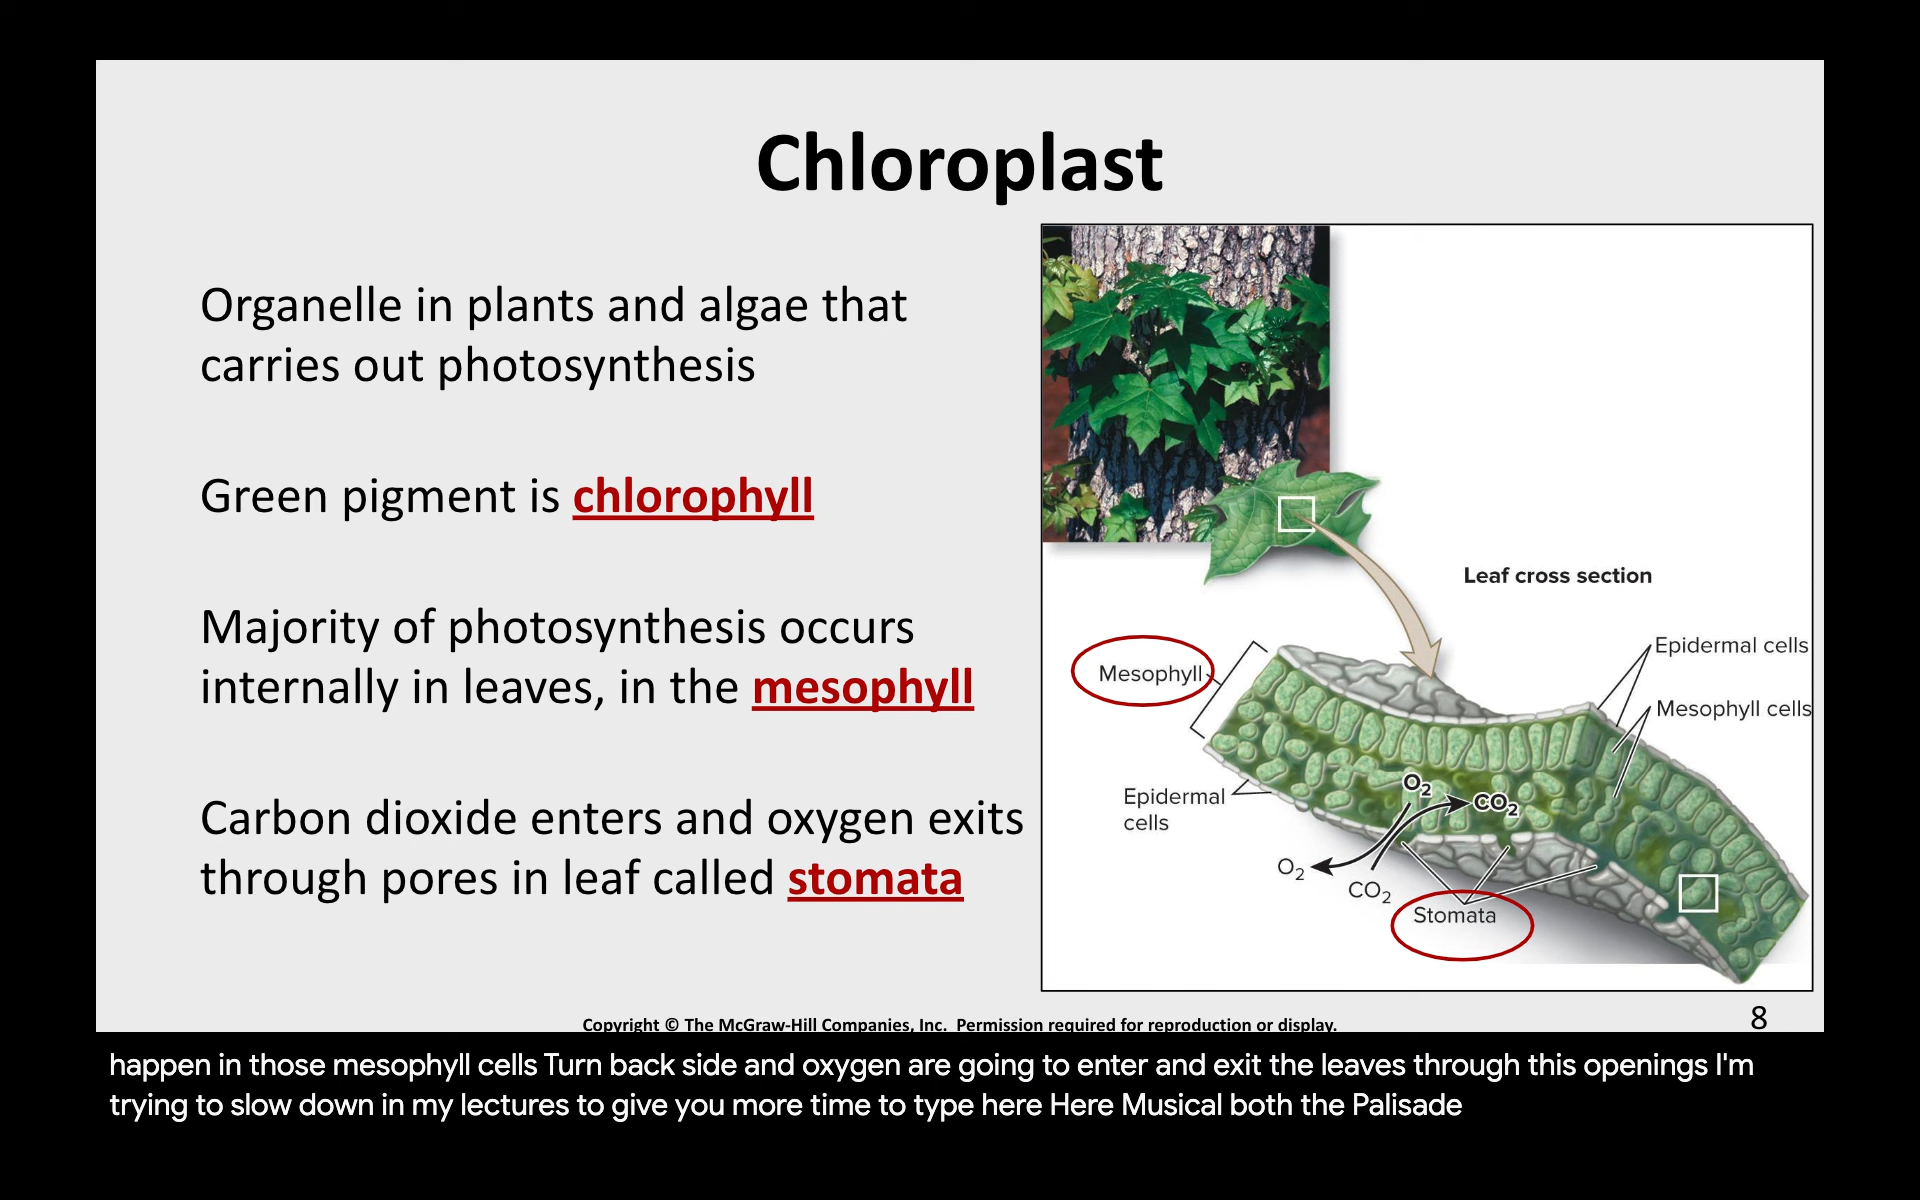 Chloroplast
Organelle in plants and algae that
carries out photosynthesis
Green pigment is chlorophyll
Majority of photosynthesis occurs
internally in leaves, in the mesophyll
Carbon dioxide enters and oxygen exits
through pores in leaf called stomata
Leaf cross section
Epidermal cells
Mesophyll
Mesophyll cells
O₂
CO₂
Epidermal
cells
O₂
CO₂
Stomata
Copyright © The McGraw-Hill Companies, Inc. Permission required for reproduction or display.
8
happen in those mesophyll cells Turn back side and oxygen are going to enter and exit the leaves through this openings I'm
trying to slow down in my lectures to give you more time to type here Here Musical both the Palisade